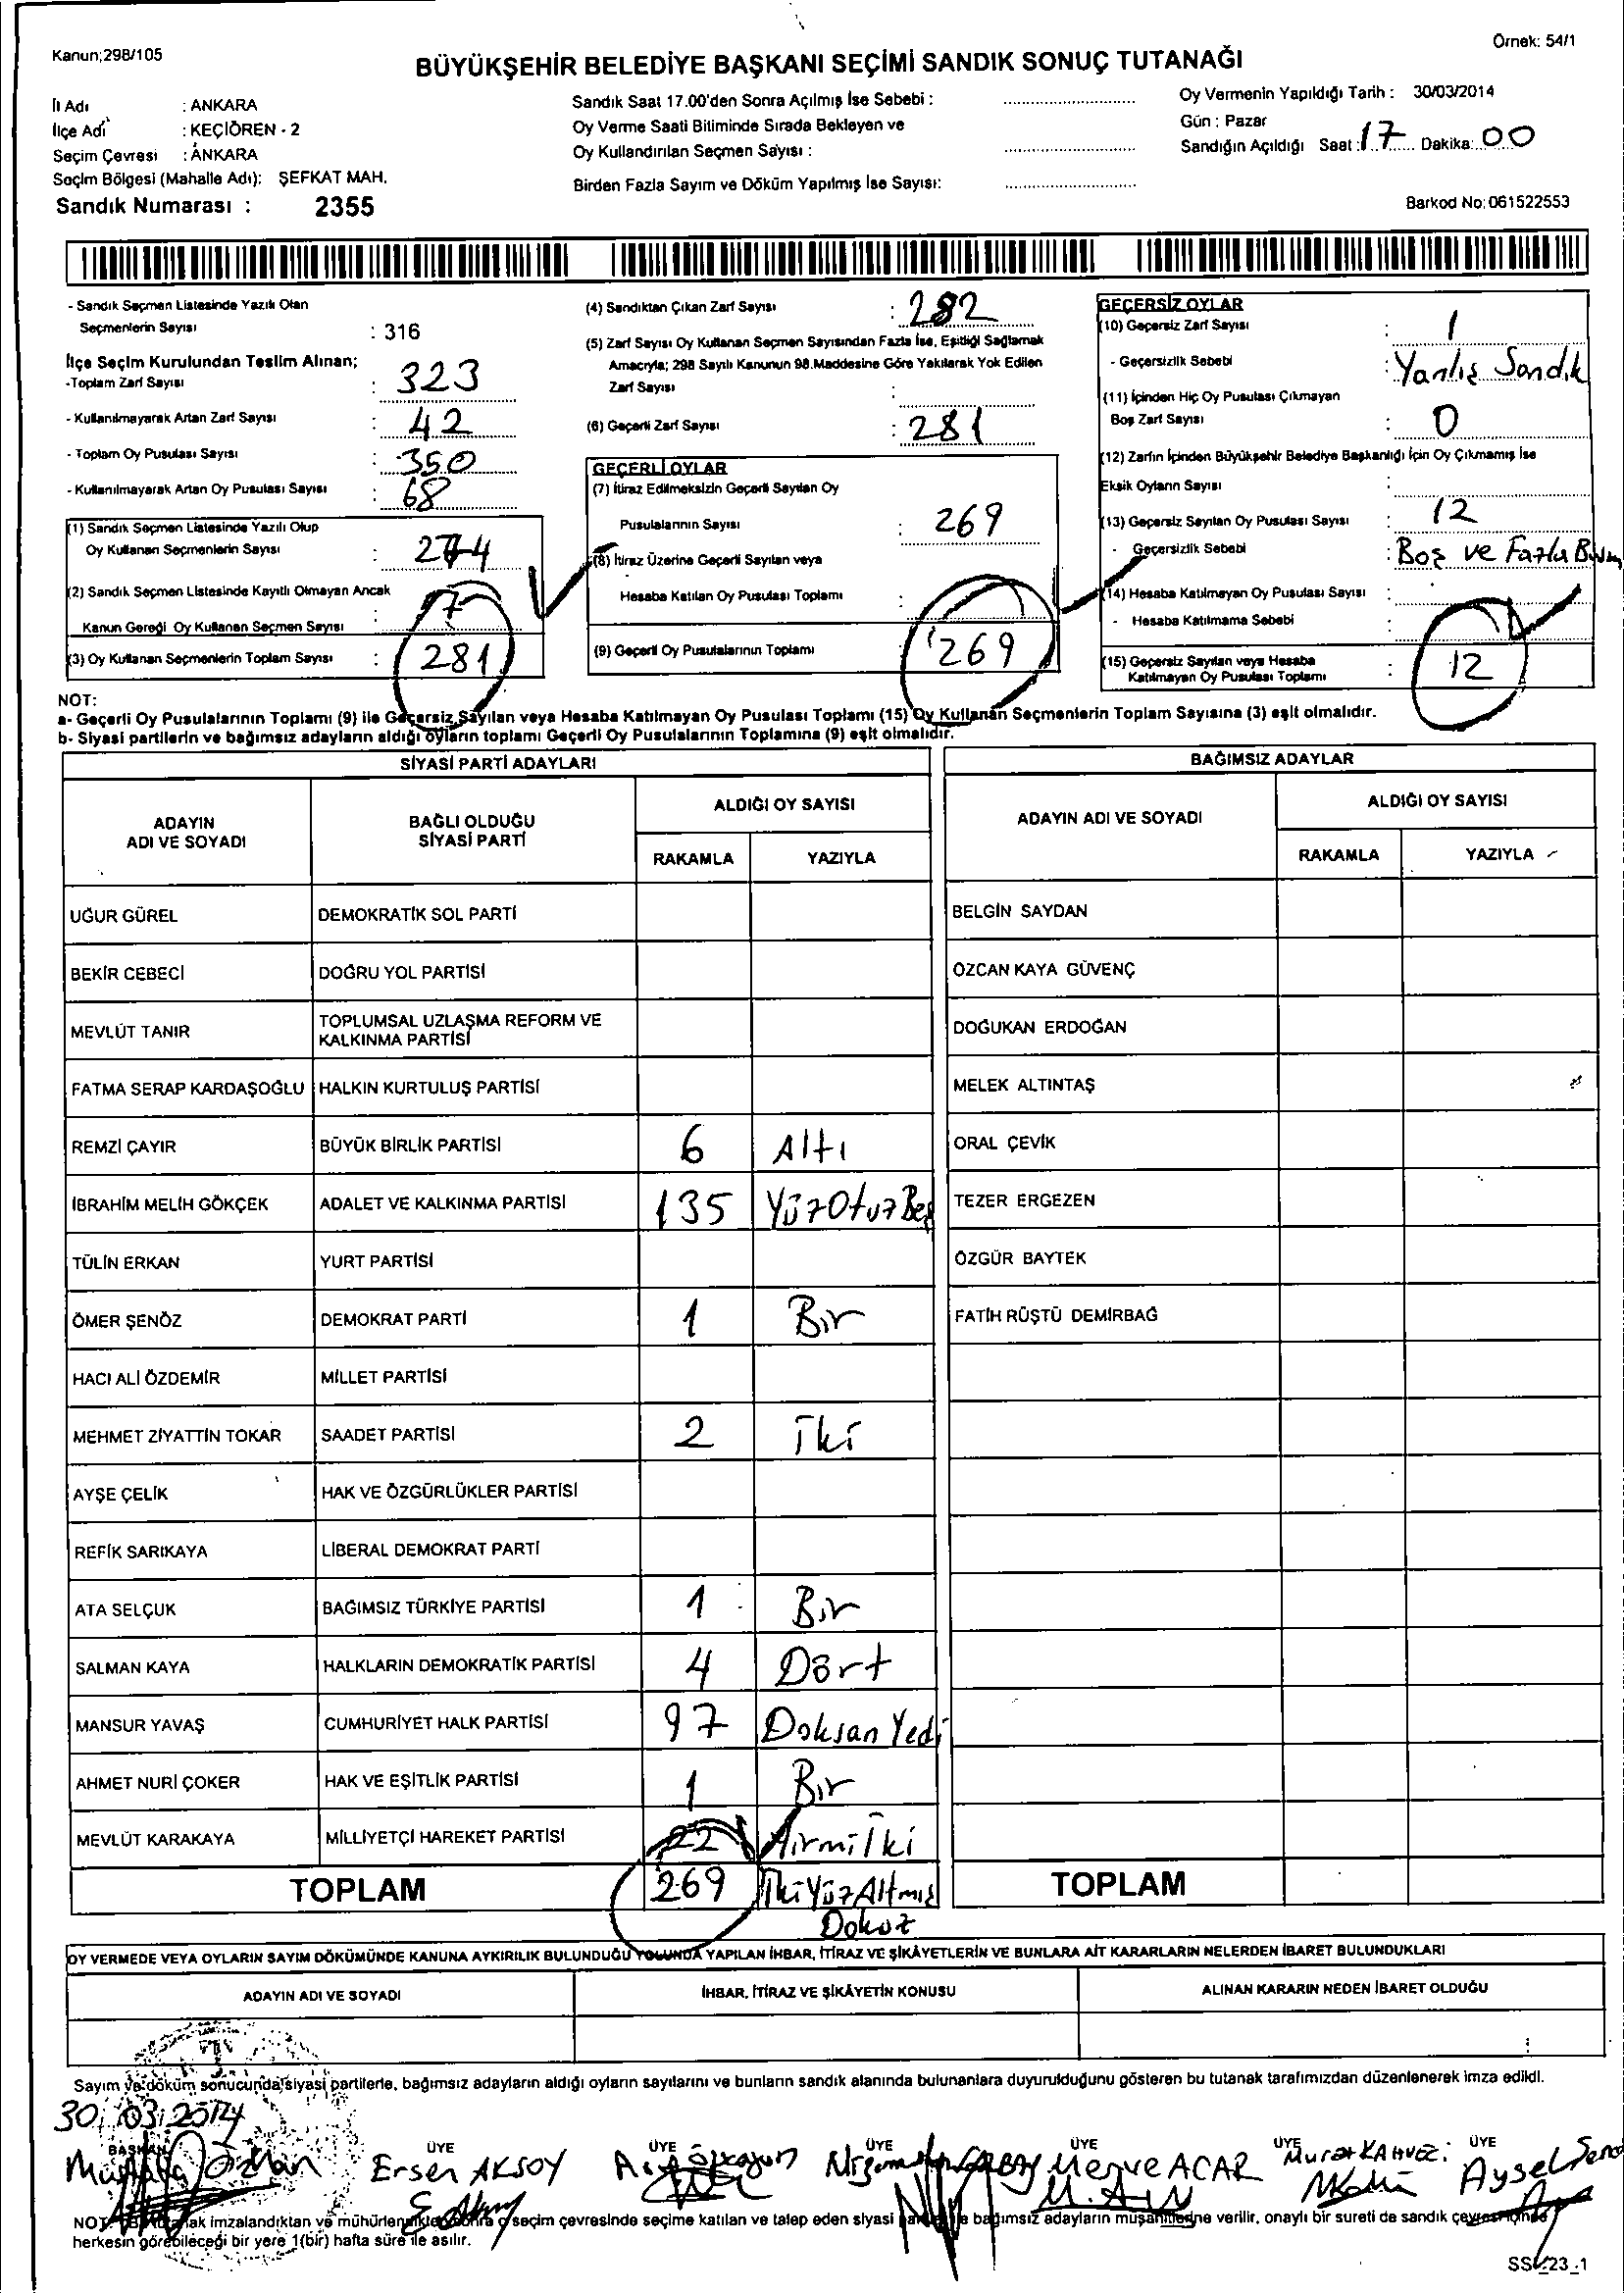 Kanun;298/105
Örnek: 54/1
BÜYÜKŞEHİR BELEDİYE BAŞKANI SEÇİMİ SANDIK SONUÇ TUTANAĞI
İl Adı : ANKARA
İlçe Adı : KEÇİÖREN - 2
Seçim Çevresi : ANKARA
Seçim Bölgesi (Mahalle Adı): ŞEFKAT MAH.
Sandık Numarası : 2355
Sandık Saat 17.00'den Sonra Açılmış İse Sebebi :
Oy Verme Saati Bitiminde Sırada Bekleyen ve
Oy Kullandırılan Seçmen Sayısı :
Birden Fazla Sayım ve Döküm Yapılmış İse Sayısı:
Oy Vermenin Yapıldığı Tarih : 30/03/2014
Gün : Pazar
Sandığın Açıldığı Saat : 17 Dakika: 00
Barkod No: 061522553
- Sandık Seçmen Listesinde Yazılı Olan
Seçmenlerin Sayısı : 316
İlçe Seçim Kurulundan Teslim Alınan;
-Toplam Zarf Sayısı : 323
- Kullanılmayarak Artan Zarf Sayısı : 42
- Toplam Oy Pusulası Sayısı : 350
- Kullanılmayarak Artan Oy Pusulası Sayısı : 68
(1) Sandık Seçmen Listesinde Yazılı Olup
Oy Kullanan Seçmenlerin Sayısı : 274
(2) Sandık Seçmen Listesinde Kayıtlı Olmayan Ancak
Kanun Gereği Oy Kullanan Seçmen Sayısı : 7
(3) Oy Kullanan Seçmenlerin Toplam Sayısı : 281
(4) Sandıktan Çıkan Zarf Sayısı : 282
(5) Zarf Sayısı Oy Kullanan Seçmen Sayısından Fazla İse, Eşitliği Sağlamak
Amacıyla; 298 Sayılı Kanunun 98.Maddesine Göre Yakılarak Yok Edilen
Zarf Sayısı :
(6) Geçerli Zarf Sayısı : 281
GEÇERLİ OYLAR
(7) İtiraz Edilmeksizin Geçerli Sayılan Oy
Pusulalarının Sayısı : 269
(8) İtiraz Üzerine Geçerli Sayılan veya
Hesaba Katılan Oy Pusulası Toplamı :
(9) Geçerli Oy Pusulalarının Toplamı 269
GEÇERSİZ OYLAR
(10) Geçersiz Zarf Sayısı : 1
- Geçersizlik Sebebi : Yanlış Sandık
(11) İçinden Hiç Oy Pusulası Çıkmayan
Boş Zarf Sayısı : 0
(12) Zarfın İçinden Büyükşehir Belediye Başkanlığı İçin Oy Çıkmamış İse
Eksik Oyların Sayısı :
(13) Geçersiz Sayılan Oy Pusulası Sayısı : 12
- Geçersizlik Sebebi : Boş ve Fazla
(14) Hesaba Katılmayan Oy Pusulası Sayısı :
- Hesaba Katılmama Sebebi :
(15) Geçersiz Sayılan veya Hesaba
Katılmayan Oy Pusulası Toplamı : 12
NOT:
a- Geçerli Oy Pusulalarının Toplamı (9) ile Geçersiz Sayılan veya Hesaba Katılmayan Oy Pusulası Toplamı (15) Oy Kullanan Seçmenlerin Toplam Sayısına (3) eşit olmalıdır.
b- Siyasi partilerin ve bağımsız adayların aldığı oyların toplamı Geçerli Oy Pusulalarının Toplamına (9) eşit olmalıdır.
SİYASİ PARTİ ADAYLARI
ADAYIN ADI VE SOYADI
BAĞLI OLDUĞU SİYASİ PARTİ
ALDIĞI OY SAYISI
RAKAMLA YAZIYLA
UĞUR GÜREL DEMOKRATİK SOL PARTİ
BEKİR CEBECİ DOĞRU YOL PARTİSİ
MEVLÜT TANIR TOPLUMSAL UZLAŞMA REFORM VE KALKINMA PARTİSİ
FATMA SERAP KARDAŞOĞLU HALKIN KURTULUŞ PARTİSİ
REMZİ ÇAYIR BÜYÜK BİRLİK PARTİSİ 6 Altı
İBRAHİM MELİH GÖKÇEK ADALET VE KALKINMA PARTİSİ 135 YüzOtuzBeş
TÜLİN ERKAN YURT PARTİSİ
ÖMER ŞENÖZ DEMOKRAT PARTİ 1 Bir
HACI ALİ ÖZDEMİR MİLLET PARTİSİ
MEHMET ZİYATTİN TOKAR SAADET PARTİSİ 2 İki
AYŞE ÇELİK HAK VE ÖZGÜRLÜKLER PARTİSİ
REFİK SARIKAYA LİBERAL DEMOKRAT PARTİ
ATA SELÇUK BAĞIMSIZ TÜRKİYE PARTİSİ 1 Bir
SALMAN KAYA HALKLARIN DEMOKRATİK PARTİSİ 4 Dört
MANSUR YAVAŞ CUMHURİYET HALK PARTİSİ 97 Doksan Yedi
AHMET NURİ ÇOKER HAK VE EŞİTLİK PARTİSİ 1 Bir
MEVLÜT KARAKAYA MİLLİYETÇİ HAREKET PARTİSİ 22 Yirmi İki
TOPLAM 269 İkiYüzAltmış Dokuz
BAĞIMSIZ ADAYLAR
ADAYIN ADI VE SOYADI
ALDIĞI OY SAYISI
RAKAMLA YAZIYLA
BELGİN SAYDAN
ÖZCAN KAYA GÜVENÇ
DOĞUKAN ERDOĞAN
MELEK ALTINTAŞ
ORAL ÇEVİK
TEZER ERGEZEN
ÖZGÜR BAYTEK
FATİH RÜŞTÜ DEMİRBAĞ
TOPLAM
OY VERMEDE VEYA OYLARIN SAYIM DÖKÜMÜNDE KANUNA AYKIRILIK BULUNDUĞU YOLUNDA YAPILAN İHBAR, İTİRAZ VE ŞİKÂYETLERİN VE BUNLARA AİT KARARLARIN NELERDEN İBARET BULUNDUKLARI
ADAYIN ADI VE SOYADI İHBAR, İTİRAZ VE ŞİKÂYETİN KONUSU ALINAN KARARIN NEDEN İBARET OLDUĞU
Sayım ve döküm sonucunda siyasi partilerle, bağımsız adayların aldığı oyların sayılarını ve bunların sandık alanında bulunanlara duyurulduğunu gösteren bu tutanak tarafımızdan düzenlenerek imza edildi.
30/03/2014
BAŞKAN ÜYE ÜYE ÜYE ÜYE ÜYE ÜYE
Mustafa Ersen AKSOY Merve ACAR Murat KAHVECİ Aysel
M. Acar
NOT: Bu tutanak imzalandıktan ve mühürlendikten sonra o seçim çevresinde seçime katılan ve talep eden siyasi parti ile bağımsız adayların müşahitlerine verilir, onaylı bir sureti de sandık çevresinde
herkesin görebileceği bir yere 1(bir) hafta süre ile asılır.